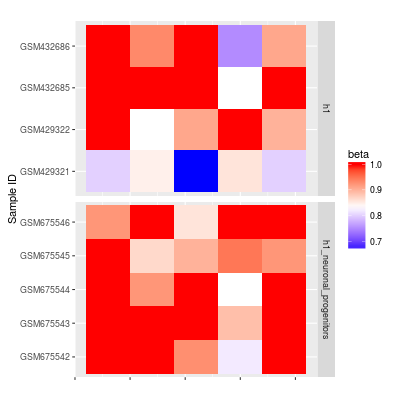 GSM432686
GSM432685
GSM429322
GSM429321
h1
GSM675546
GSM675545
GSM675544
GSM675543
GSM675542
h1_neuronal_progenitors
Sample ID
beta
1.0
0.9
0.8
0.7